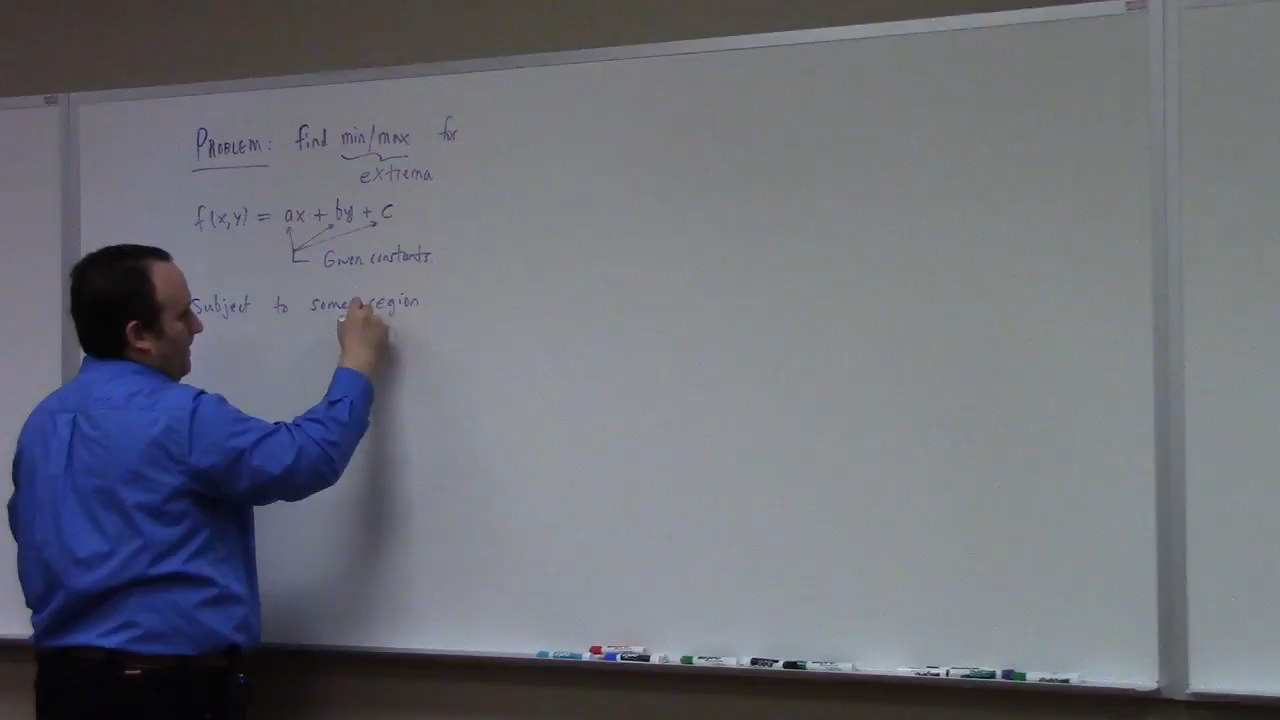 PROBLEM: find min/max for
extrema
f(x,y) = ax + by + c
Given constants
Subject to some region